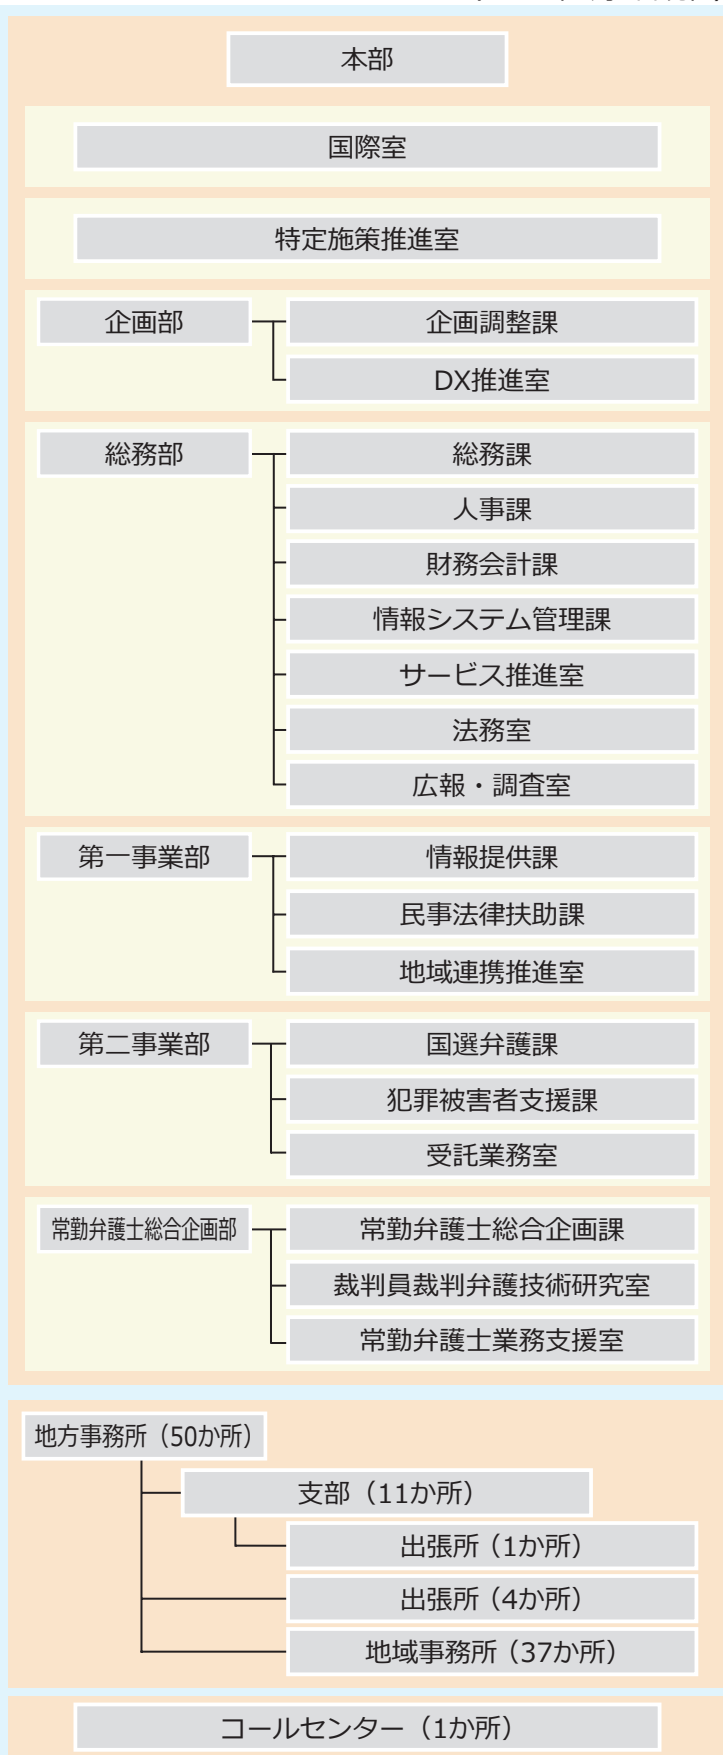 本部
国際室
特定施策推進室
企画部
企画調整課
DX推進室
総務部
総務課
人事課
財務会計課
情報システム管理課
サービス推進室
法務室
広報・調査室
第一事業部
情報提供課
民事法律扶助課
地域連携推進室
第二事業部
国選弁護課
犯罪被害者支援課
受託業務室
常勤弁護士総合企画部
常勤弁護士総合企画課
裁判員裁判弁護技術研究室
常勤弁護士業務支援室
地方事務所（50か所）
支部（11か所）
出張所（1か所）
出張所（4か所）
地域事務所（37か所）
コールセンター（1か所）